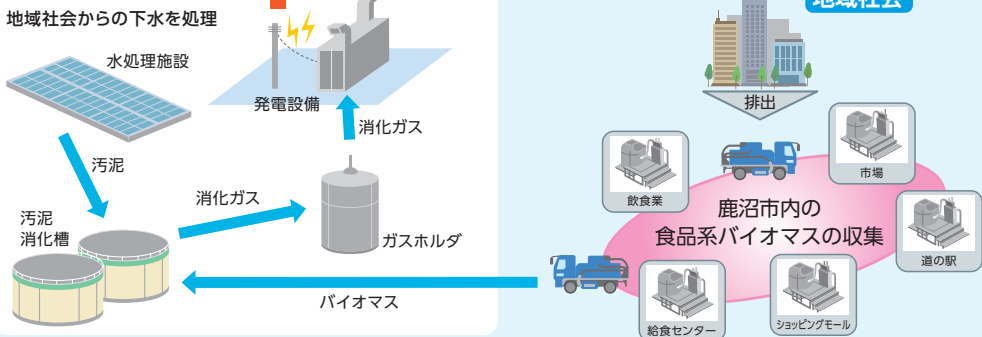 地域社会からの下水を処理
水処理施設
発電設備
消化ガス
汚泥
消化ガス
汚泥
消化槽
ガスホルダ
バイオマス
地域社会
排出
飲食業
市場
鹿沼市内の
食品系バイオマスの収集
道の駅
給食センター
ショッピングモール